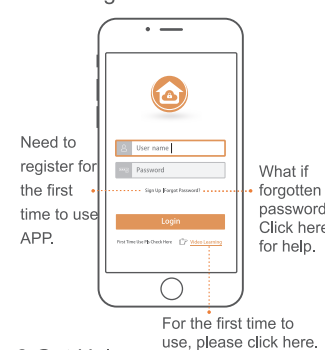 User name
Password
Sign Up |Forgot Password?
Login
First Time Use Plz Check Here Video Learning
Need to
register for
the first
time to use
APP.
What if
forgotten
password
Click here
for help.
For the first time to
use, please click here.